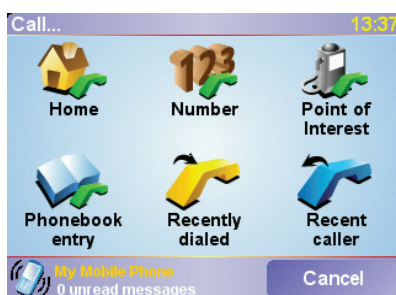 Call...
13:37
Home
Number
Point of
Interest
Phonebook
entry
Recently
dialed
Recent
caller
My Mobile Phone
0 unread messages
Cancel